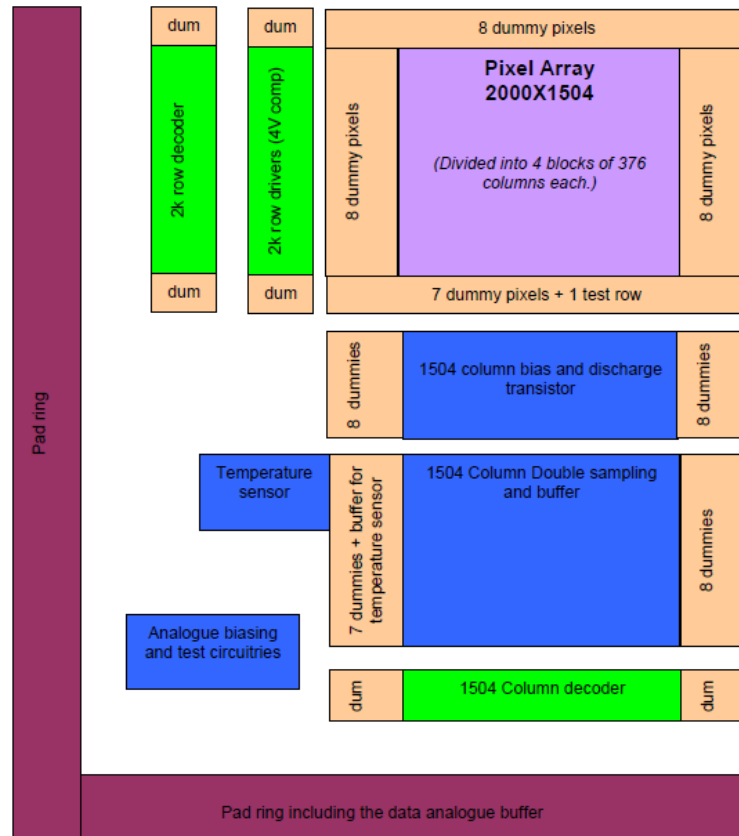 dum
dum
8 dummy pixels
2k row decoder
2k row drivers (4V comp)
8 dummy pixels
Pixel Array
2000X1504
(Divided into 4 blocks of 376
columns each.)
8 dummy pixels
dum
dum
7 dummy pixels + 1 test row
Pad ring
8 dummies
1504 column bias and discharge
transistor
8 dummies
Temperature
sensor
7 dummies + buffer for
temperature sensor
1504 Column Double sampling
and buffer
8 dummies
Analogue biasing
and test circuitries
dum
1504 Column decoder
dum
Pad ring including the data analogue buffer